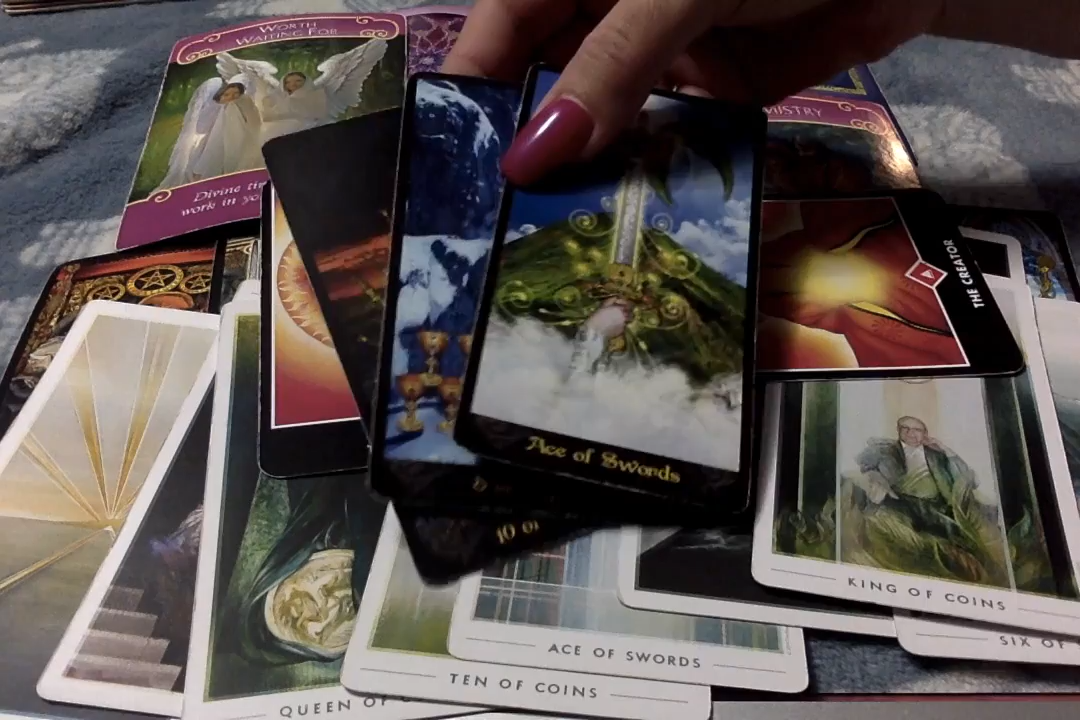 WORTH
WAITING FOR
Divine ti
work in yo
MISTRY
THE CREATOR
Ace of Swords
10 of
KING OF COINS
SIX OF
ACE OF SWORDS
TEN OF COINS
QUEEN OF